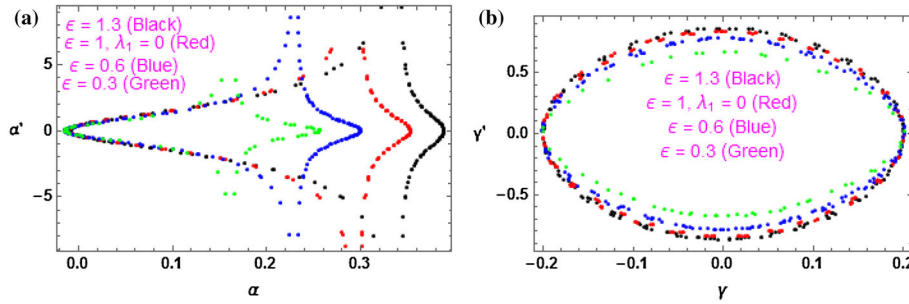 (a)
ϵ = 1.3 (Black)
ϵ = 1, λ₁ = 0 (Red)
ϵ = 0.6 (Blue)
ϵ = 0.3 (Green)
5
0
−5
α'
0.0 0.1 0.2 0.3
α
(b)
ϵ = 1.3 (Black)
ϵ = 1, λ₁ = 0 (Red)
ϵ = 0.6 (Blue)
ϵ = 0.3 (Green)
0.5
0.0
−0.5
γ'
−0.2 −0.1 0.0 0.1 0.2
γ